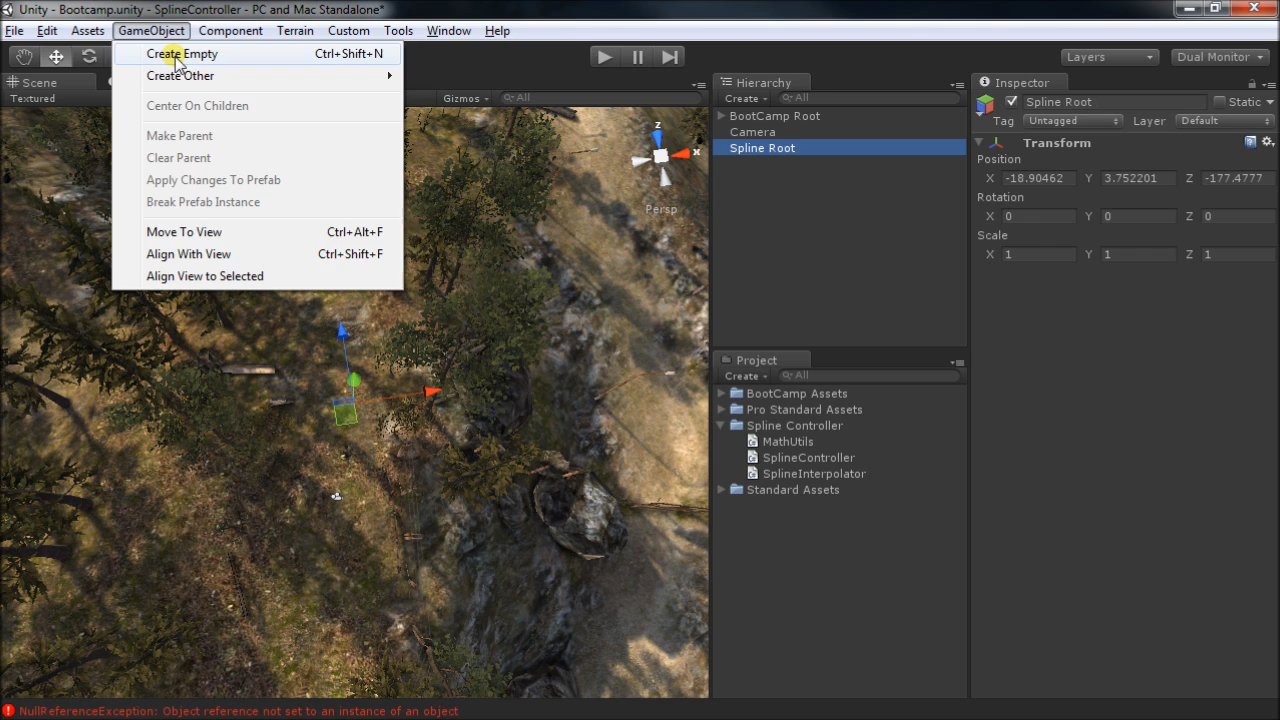 Unity - Bootcamp.unity - SplineController - PC and Mac Standalone*
File Edit Assets GameObject Component Terrain Custom Tools Window Help
Create Empty Ctrl+Shift+N
Create Other
Center On Children
Make Parent
Clear Parent
Apply Changes To Prefab
Break Prefab Instance
Move To View Ctrl+Alt+F
Align With View Ctrl+Shift+F
Align View to Selected
Layers Dual Monitor
Scene
Textured Gizmos All
z
x
Persp
Hierarchy
Create All
BootCamp Root
Camera
Spline Root
Project
Create All
BootCamp Assets
Pro Standard Assets
Spline Controller
MathUtils
SplineController
SplineInterpolator
Standard Assets
Inspector
Spline Root Static
Tag Untagged Layer Default
Transform
Position
X -18.90462 Y 3.752201 Z -177.4777
Rotation
X 0 Y 0 Z 0
Scale
X 1 Y 1 Z 1
NullReferenceException: Object reference not set to an instance of an object